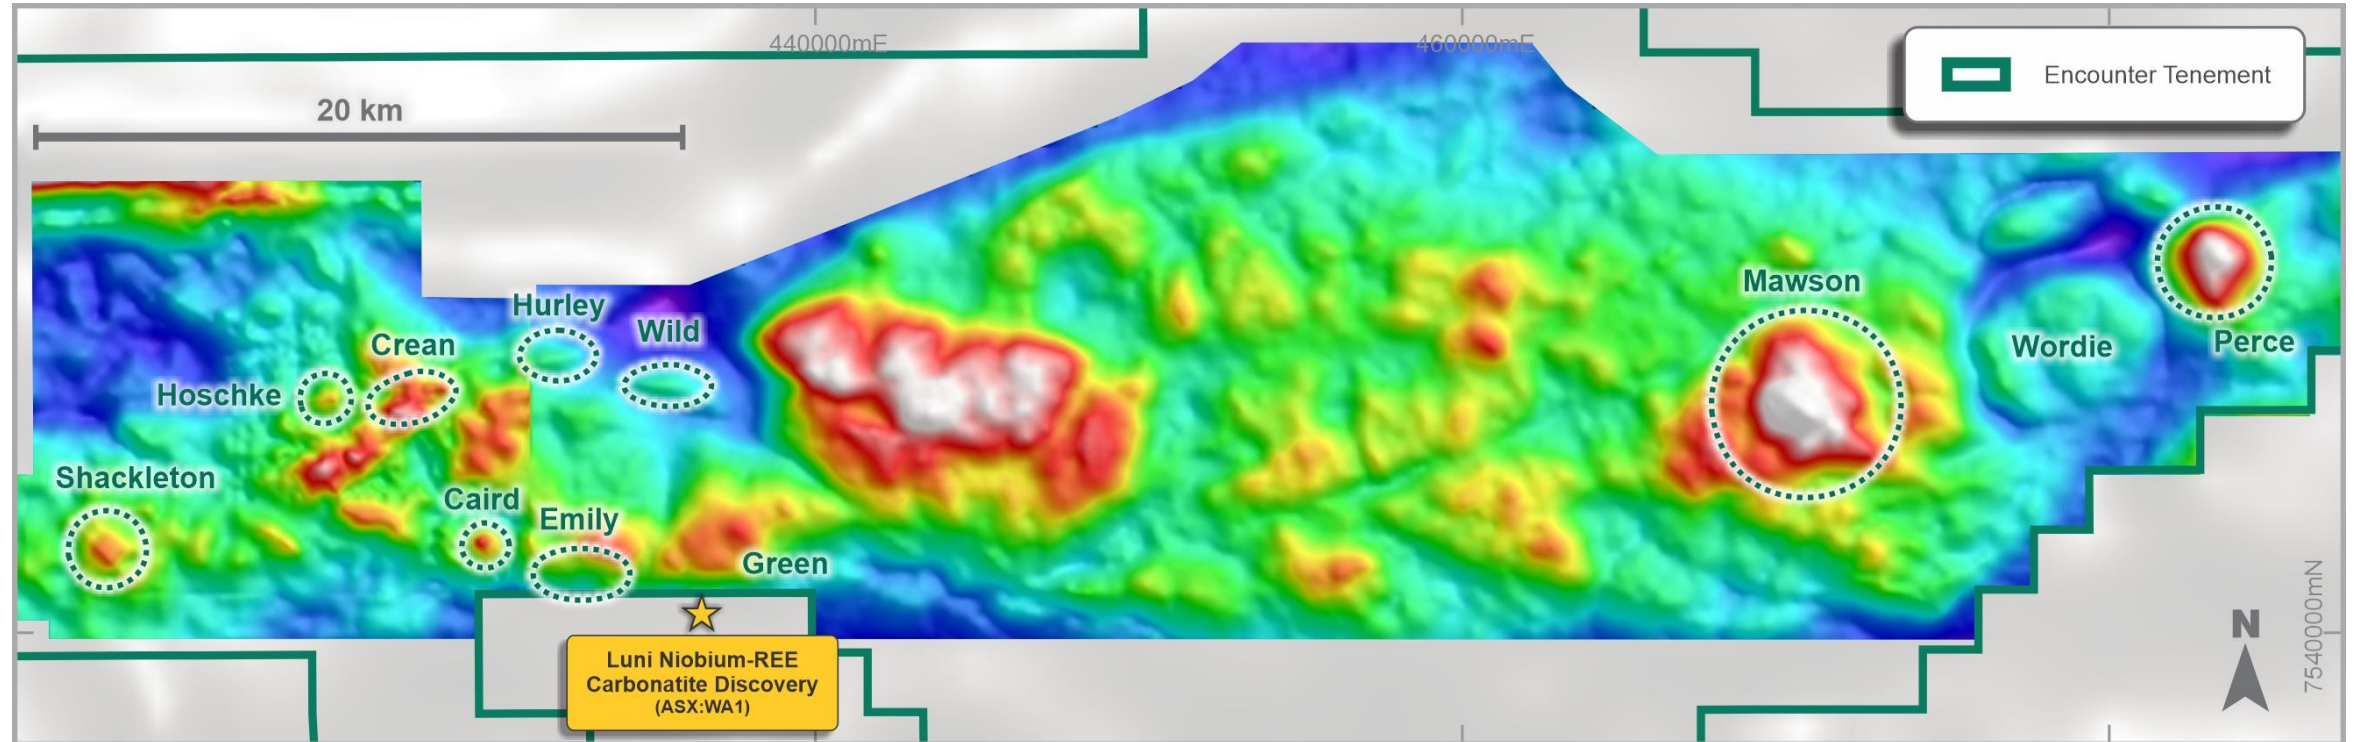 440000mE
460000mE
Encounter Tenement
20 km
Mawson
Hurley
Wild
Crean
Wordie
Perce
Hoschke
Shackleton
Caird
Emily
Green
Luni Niobium-REE
Carbonatite Discovery
(ASX:WA1)
N
7540000mN